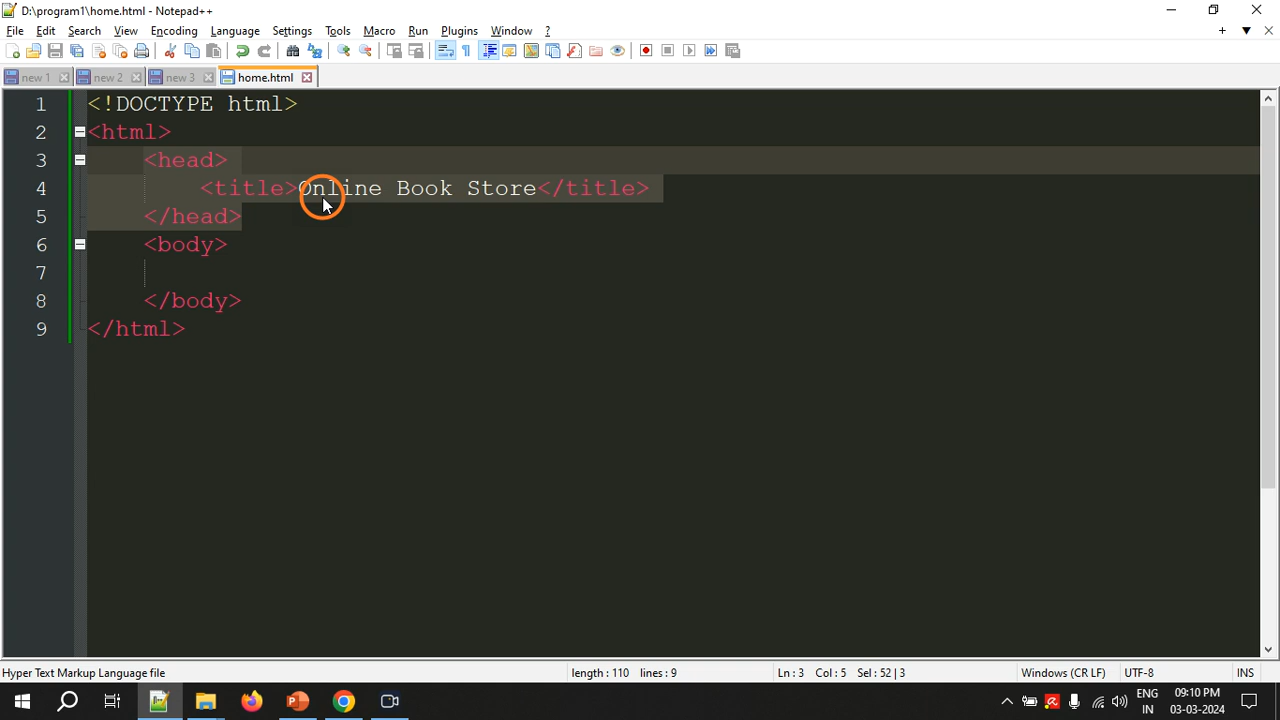 D:\program1\home.html - Notepad++
File Edit Search View Encoding Language Settings Tools Macro Run Plugins Window ?
new 1 new 2 new 3 home.html
1 <!DOCTYPE html>
2 <html>
3 <head>
4 <title>Online Book Store</title>
5 </head>
6 <body>
7
8 </body>
9 </html>
Hyper Text Markup Language file length : 110 lines : 9 Ln : 3 Col : 5 Sel : 52 | 3 Windows (CR LF) UTF-8 INS
ENG 09:10 PM
IN 03-03-2024